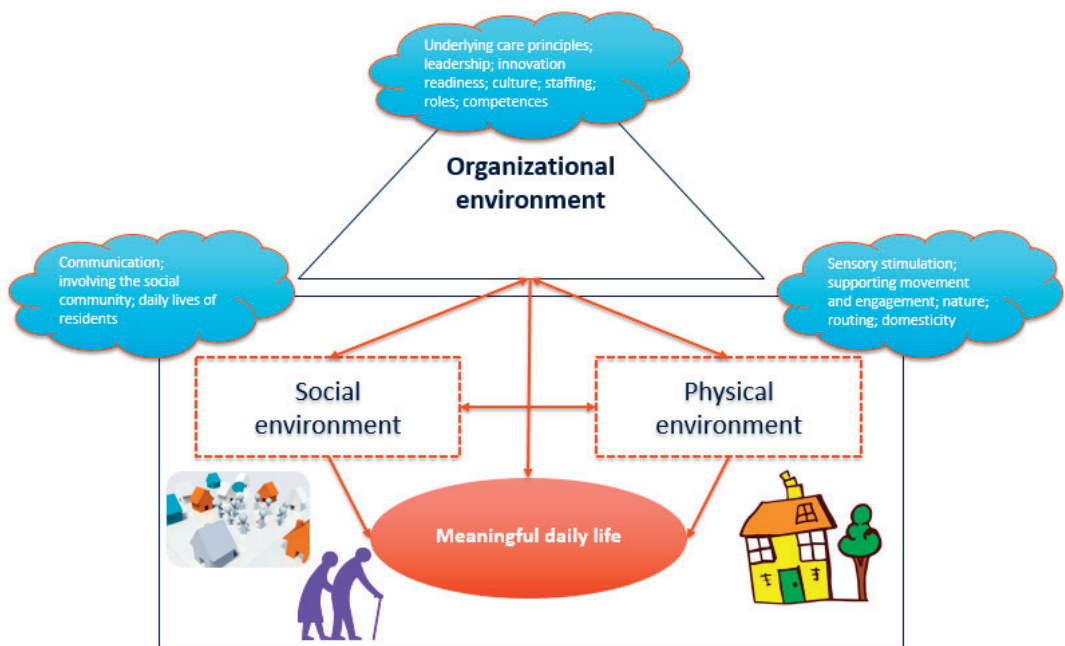 Underlying care principles;
leadership; innovation
readiness; culture; staffing;
roles; competences
Organizational
environment
Communication;
involving the social
community; daily lives of
residents
Sensory stimulation;
supporting movement
and engagement; nature;
routing; domesticity
Social
environment
Physical
environment
Meaningful daily life